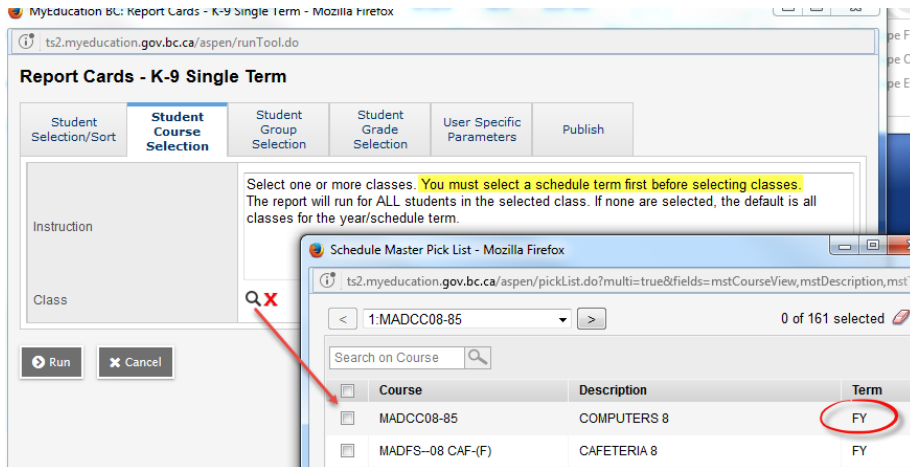 MyEducation BC: Report Cards - K-9 Single Term - Mozilla Firefox
ts2.myeducation.gov.bc.ca/aspen/runTool.do
Report Cards - K-9 Single Term
Student Selection/Sort
Student Course Selection
Student Group Selection
Student Grade Selection
User Specific Parameters
Publish
Instruction
Select one or more classes. You must select a schedule term first before selecting classes.
The report will run for ALL students in the selected class. If none are selected, the default is all
classes for the year/schedule term.
Class
X
Run
Cancel
Schedule Master Pick List - Mozilla Firefox
ts2.myeducation.gov.bc.ca/aspen/pickList.do?multi=true&fields=mstCourseView,mstDescription,mst
< 1:MADCC08-85 > 0 of 161 selected
Search on Course
Course Description Term
MADCC08-85 COMPUTERS 8 FY
MADFS--08 CAF-(F) CAFETERIA 8 FY
pe F
pe C
pe E